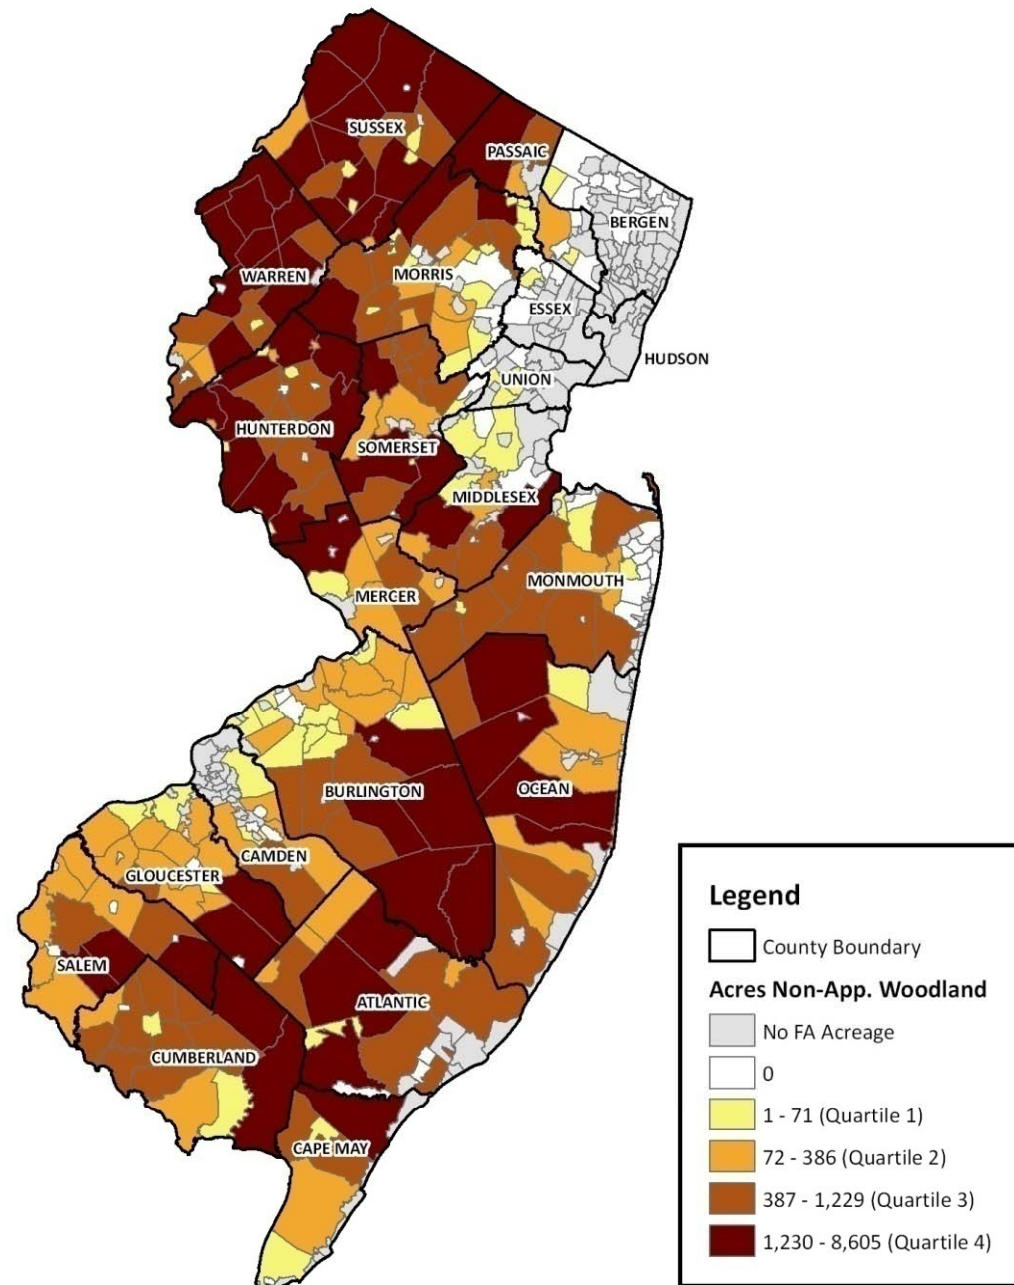 SUSSEX
PASSAIC
BERGEN
WARREN
MORRIS
ESSEX
HUDSON
UNION
HUNTERDON
SOMERSET
MIDDLESEX
MONMOUTH
MERCER
BURLINGTON
OCEAN
CAMDEN
GLOUCESTER
SALEM
ATLANTIC
CUMBERLAND
CAPE MAY
Legend
County Boundary
Acres Non-App. Woodland
No FA Acreage
0
1 - 71 (Quartile 1)
72 - 386 (Quartile 2)
387 - 1,229 (Quartile 3)
1,230 - 8,605 (Quartile 4)